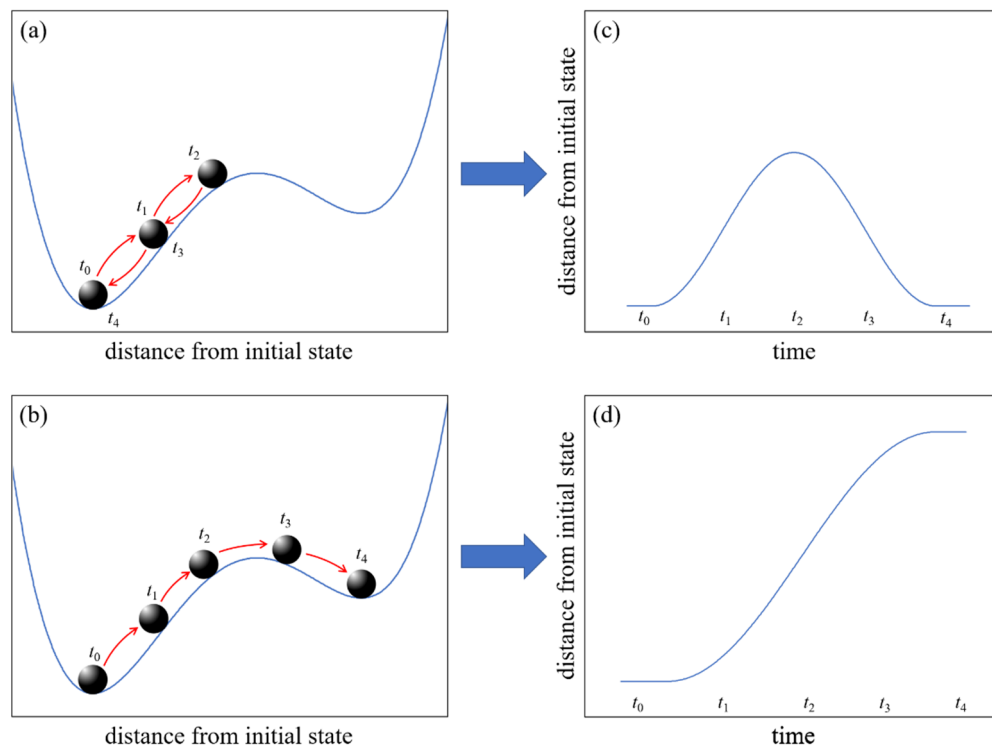 (a)
t2
t1
t3
t0
t4
distance from initial state
(c)
distance from initial state
t0 t1 t2 t3 t4
time
(b)
t3
t2
t4
t1
t0
distance from initial state
(d)
distance from initial state
t0 t1 t2 t3 t4
time